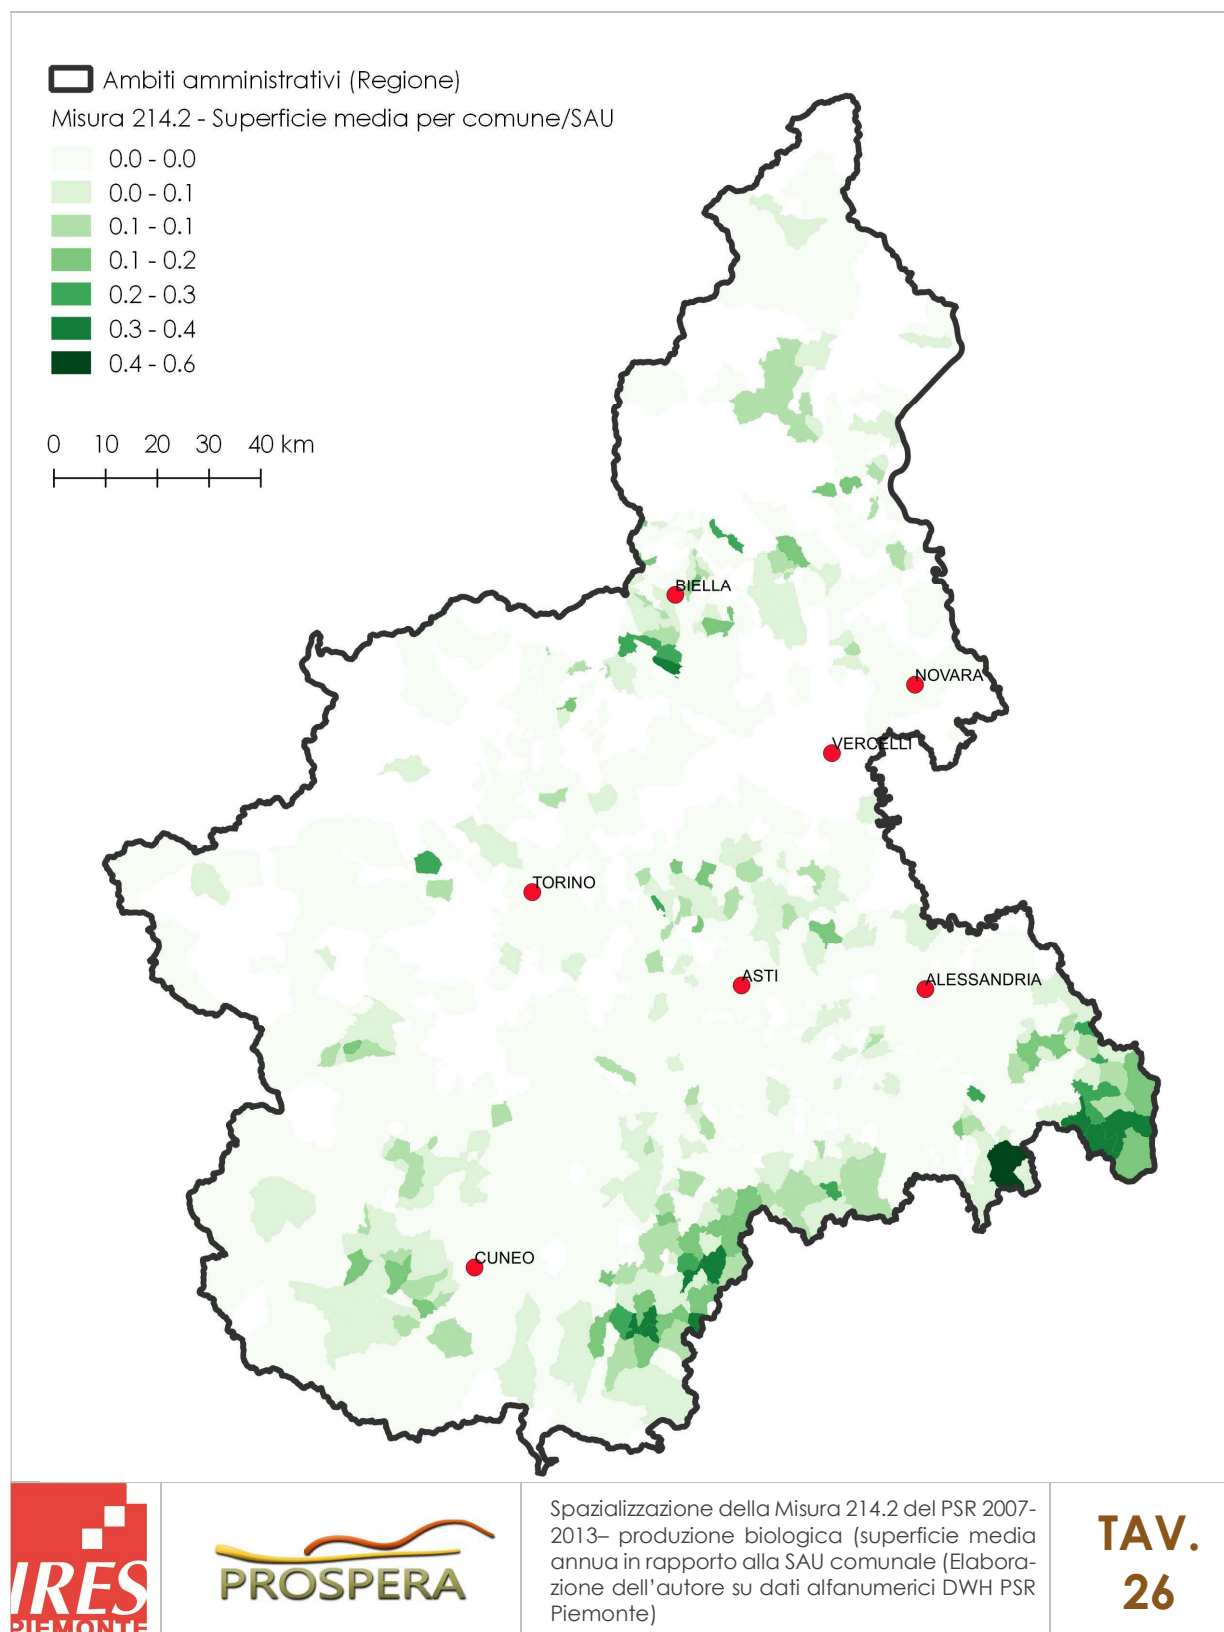 Ambiti amministrativi (Regione)
Misura 214.2 - Superficie media per comune/SAU
0.0 - 0.0
0.0 - 0.1
0.1 - 0.1
0.1 - 0.2
0.2 - 0.3
0.3 - 0.4
0.4 - 0.6
0 10 20 30 40 km
BIELLA
NOVARA
VERCELLI
TORINO
ASTI
ALESSANDRIA
CUNEO
IRES
PIEMONTE
PROSPERA
Spazializzazione della Misura 214.2 del PSR 2007-
2013– produzione biologica (superficie media
annua in rapporto alla SAU comunale (Elabora-
zione dell'autore su dati alfanumerici DWH PSR
Piemonte)
TAV.
26